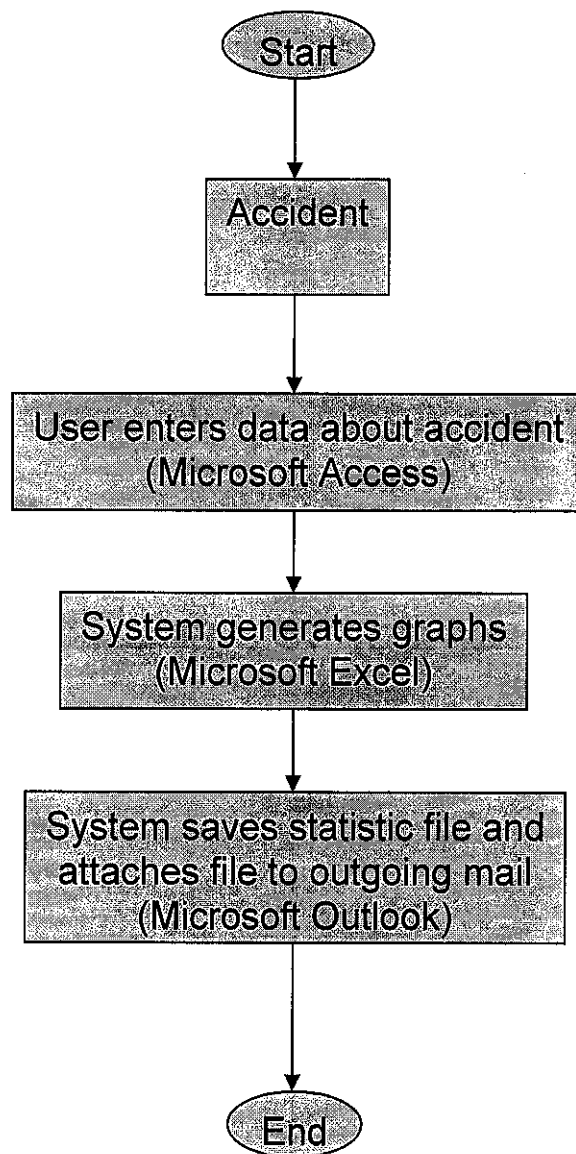 Start
Accident
User enters data about accident
(Microsoft Access)
System generates graphs
(Microsoft Excel)
System saves statistic file and
attaches file to outgoing mail
(Microsoft Outlook)
End